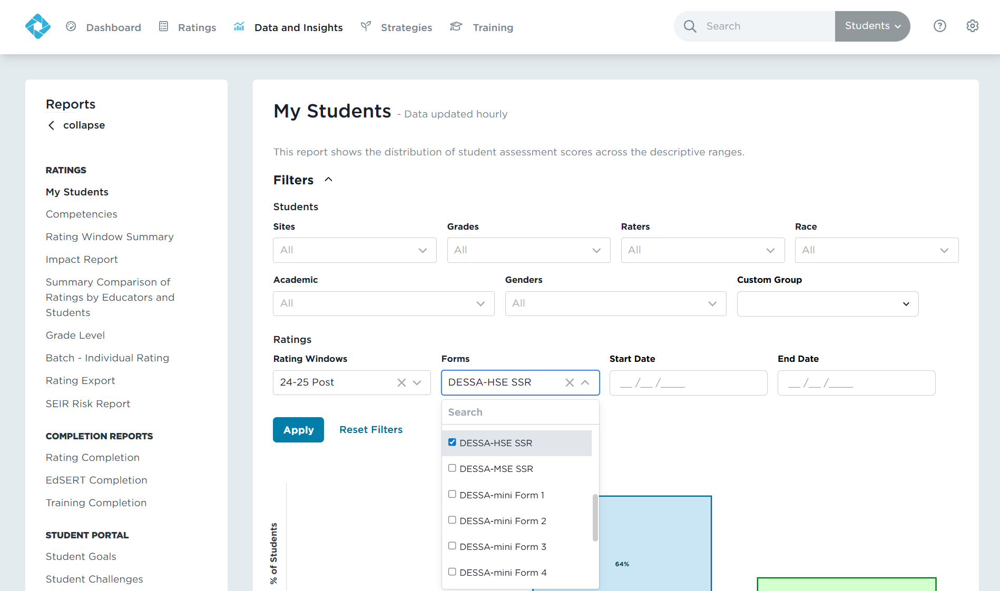 Dashboard
Ratings
Data and Insights
Strategies
Training
Search
Students
Reports
collapse
RATINGS
My Students
Competencies
Rating Window Summary
Impact Report
Summary Comparison of
Ratings by Educators and
Students
Grade Level
Batch - Individual Rating
Rating Export
SEIR Risk Report
COMPLETION REPORTS
Rating Completion
EdSERT Completion
Training Completion
STUDENT PORTAL
Student Goals
Student Challenges
My Students - Data updated hourly
This report shows the distribution of student assessment scores across the descriptive ranges.
Filters
Students
Sites
Grades
Raters
Race
All
All
All
All
Academic
Genders
Custom Group
All
All
Ratings
Rating Windows
Forms
Start Date
End Date
24-25 Post
DESSA-HSE SSR
__ /__ /____
__ /__ /____
Apply
Reset Filters
Search
DESSA-HSE SSR
DESSA-MSE SSR
DESSA-mini Form 1
DESSA-mini Form 2
DESSA-mini Form 3
DESSA-mini Form 4
% of Students
64%